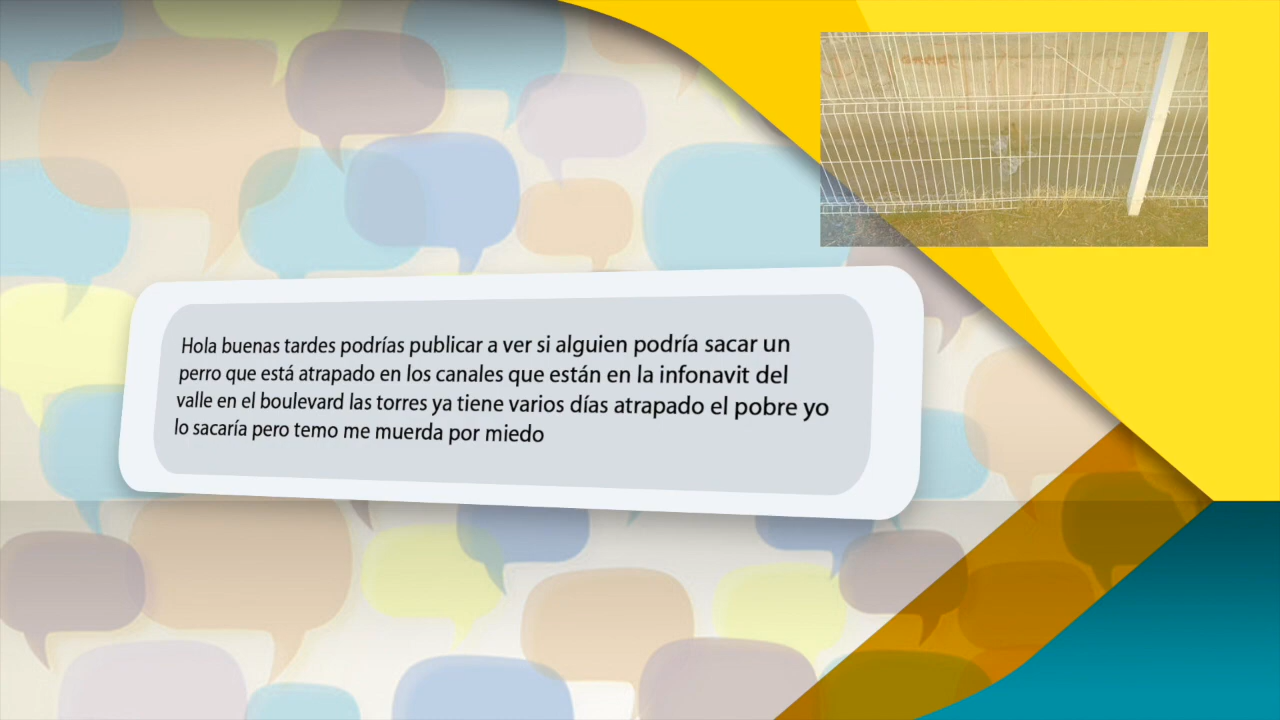 Hola buenas tardes podrías publicar a ver si alguien podría sacar un
perro que está atrapado en los canales que están en la infonavit del
valle en el boulevard las torres ya tiene varios días atrapado el pobre yo
lo sacaría pero temo me muerda por miedo